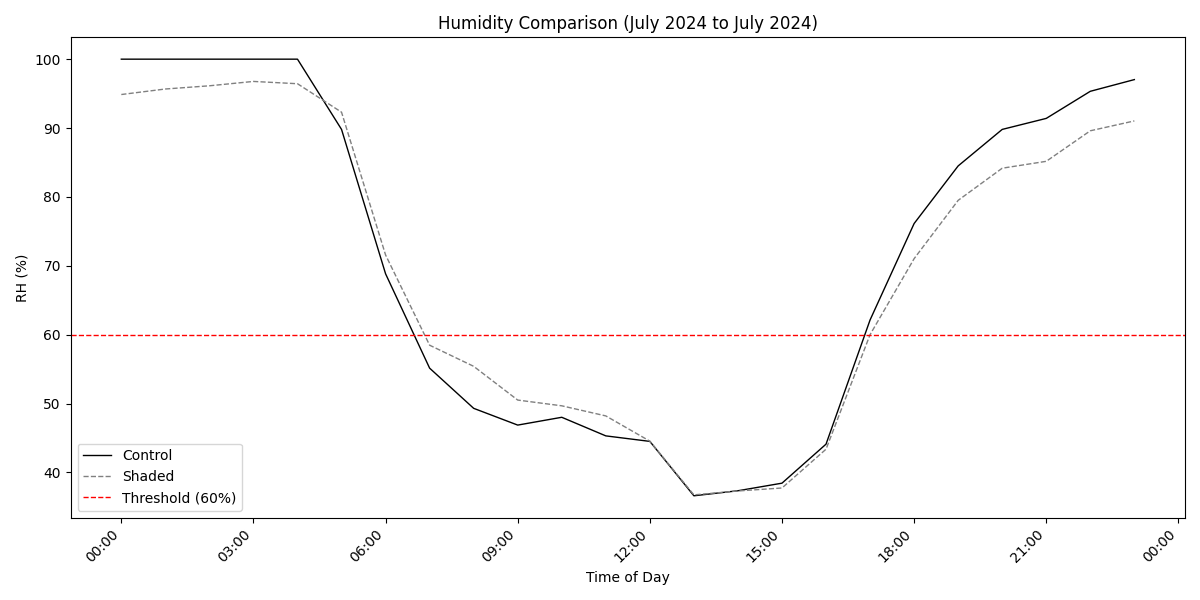 Humidity Comparison (July 2024 to July 2024)
RH (%)
100
90
80
70
60
50
40
Control
Shaded
Threshold (60%)
00:00
03:00
06:00
09:00
12:00
15:00
18:00
21:00
00:00
Time of Day